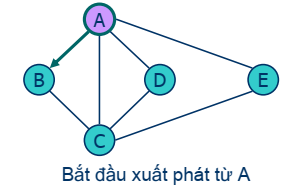 A
B D E
C
Bắt đầu xuất phát từ A